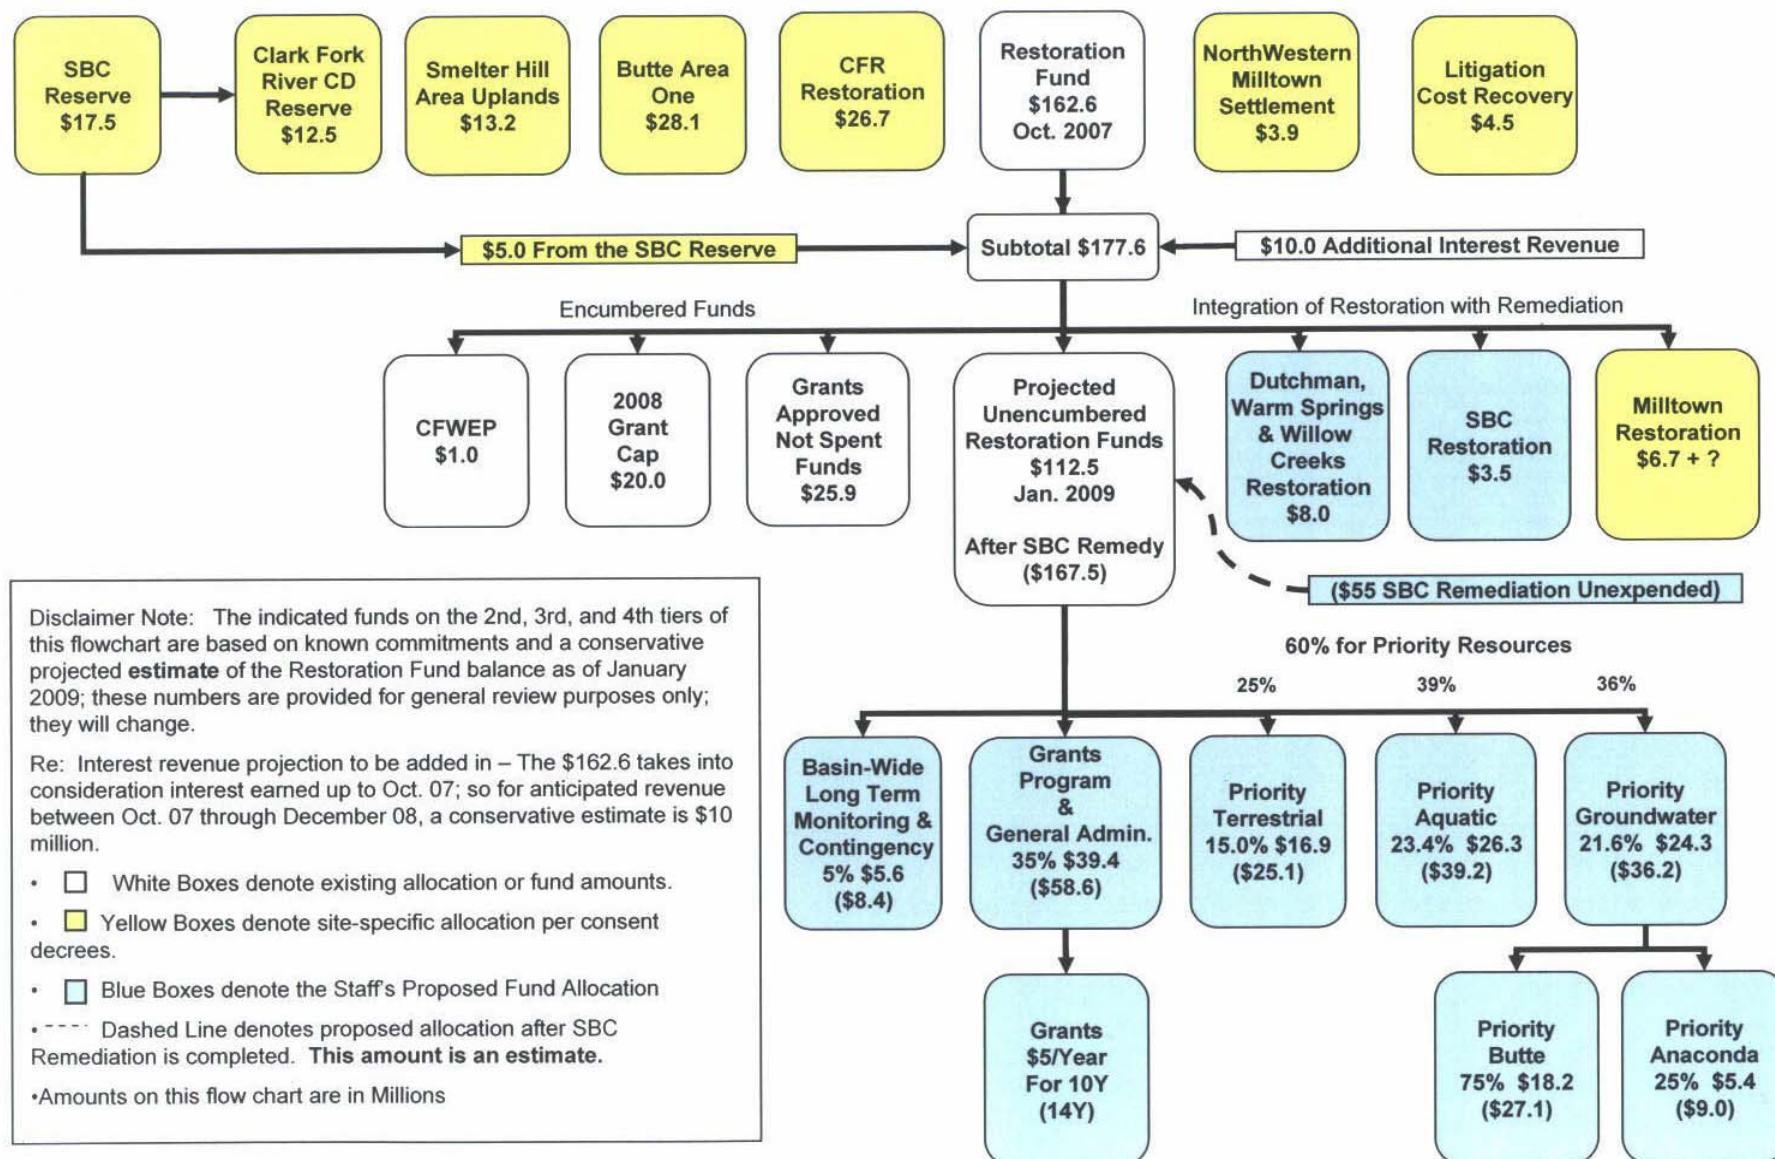 SBC
Reserve
$17.5
Clark Fork
River CD
Reserve
$12.5
Smelter Hill
Area Uplands
$13.2
Butte Area
One
$28.1
CFR
Restoration
$26.7
Restoration
Fund
$162.6
Oct. 2007
NorthWestern
Milltown
Settlement
$3.9
Litigation
Cost Recovery
$4.5
$5.0 From the SBC Reserve
Subtotal $177.6
$10.0 Additional Interest Revenue
Encumbered Funds
Integration of Restoration with Remediation
CFWEP
$1.0
2008
Grant
Cap
$20.0
Grants
Approved
Not Spent
Funds
$25.9
Projected
Unencumbered
Restoration Funds
$112.5
Jan. 2009
After SBC Remedy
($167.5)
Dutchman,
Warm Springs
& Willow
Creeks
Restoration
$8.0
SBC
Restoration
$3.5
Milltown
Restoration
$6.7 + ?
($55 SBC Remediation Unexpended)
60% for Priority Resources
25%
39%
36%
Basin-Wide
Long Term
Monitoring &
Contingency
5% $5.6
($8.4)
Grants
Program
&
General Admin.
35% $39.4
($58.6)
Priority
Terrestrial
15.0% $16.9
($25.1)
Priority
Aquatic
23.4% $26.3
($39.2)
Priority
Groundwater
21.6% $24.3
($36.2)
Grants
$5/Year
For 10Y
(14Y)
Priority
Butte
75% $18.2
($27.1)
Priority
Anaconda
25% $5.4
($9.0)
Disclaimer Note: The indicated funds on the 2nd, 3rd, and 4th tiers of
this flowchart are based on known commitments and a conservative
projected estimate of the Restoration Fund balance as of January
2009; these numbers are provided for general review purposes only;
they will change.
Re: Interest revenue projection to be added in – The $162.6 takes into
consideration interest earned up to Oct. 07; so for anticipated revenue
between Oct. 07 through December 08, a conservative estimate is $10
million.
• White Boxes denote existing allocation or fund amounts.
• Yellow Boxes denote site-specific allocation per consent
decrees.
• Blue Boxes denote the Staff's Proposed Fund Allocation
• ---- Dashed Line denotes proposed allocation after SBC
Remediation is completed. This amount is an estimate.
•Amounts on this flow chart are in Millions